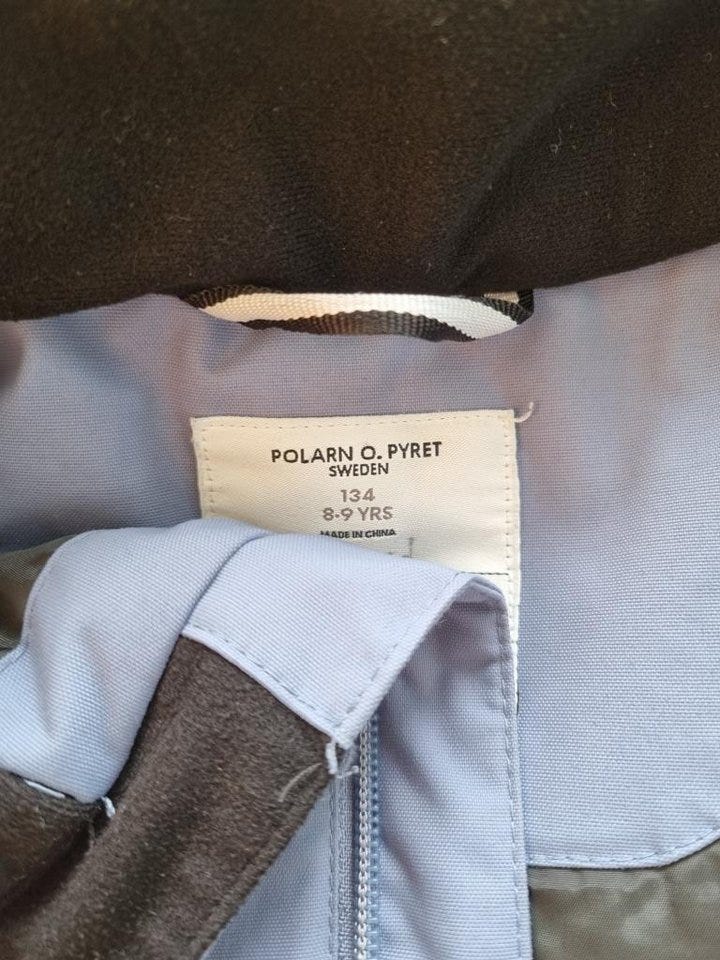 POLARN O. PYRET
SWEDEN
134
8-9 YRS
MADE IN CHINA